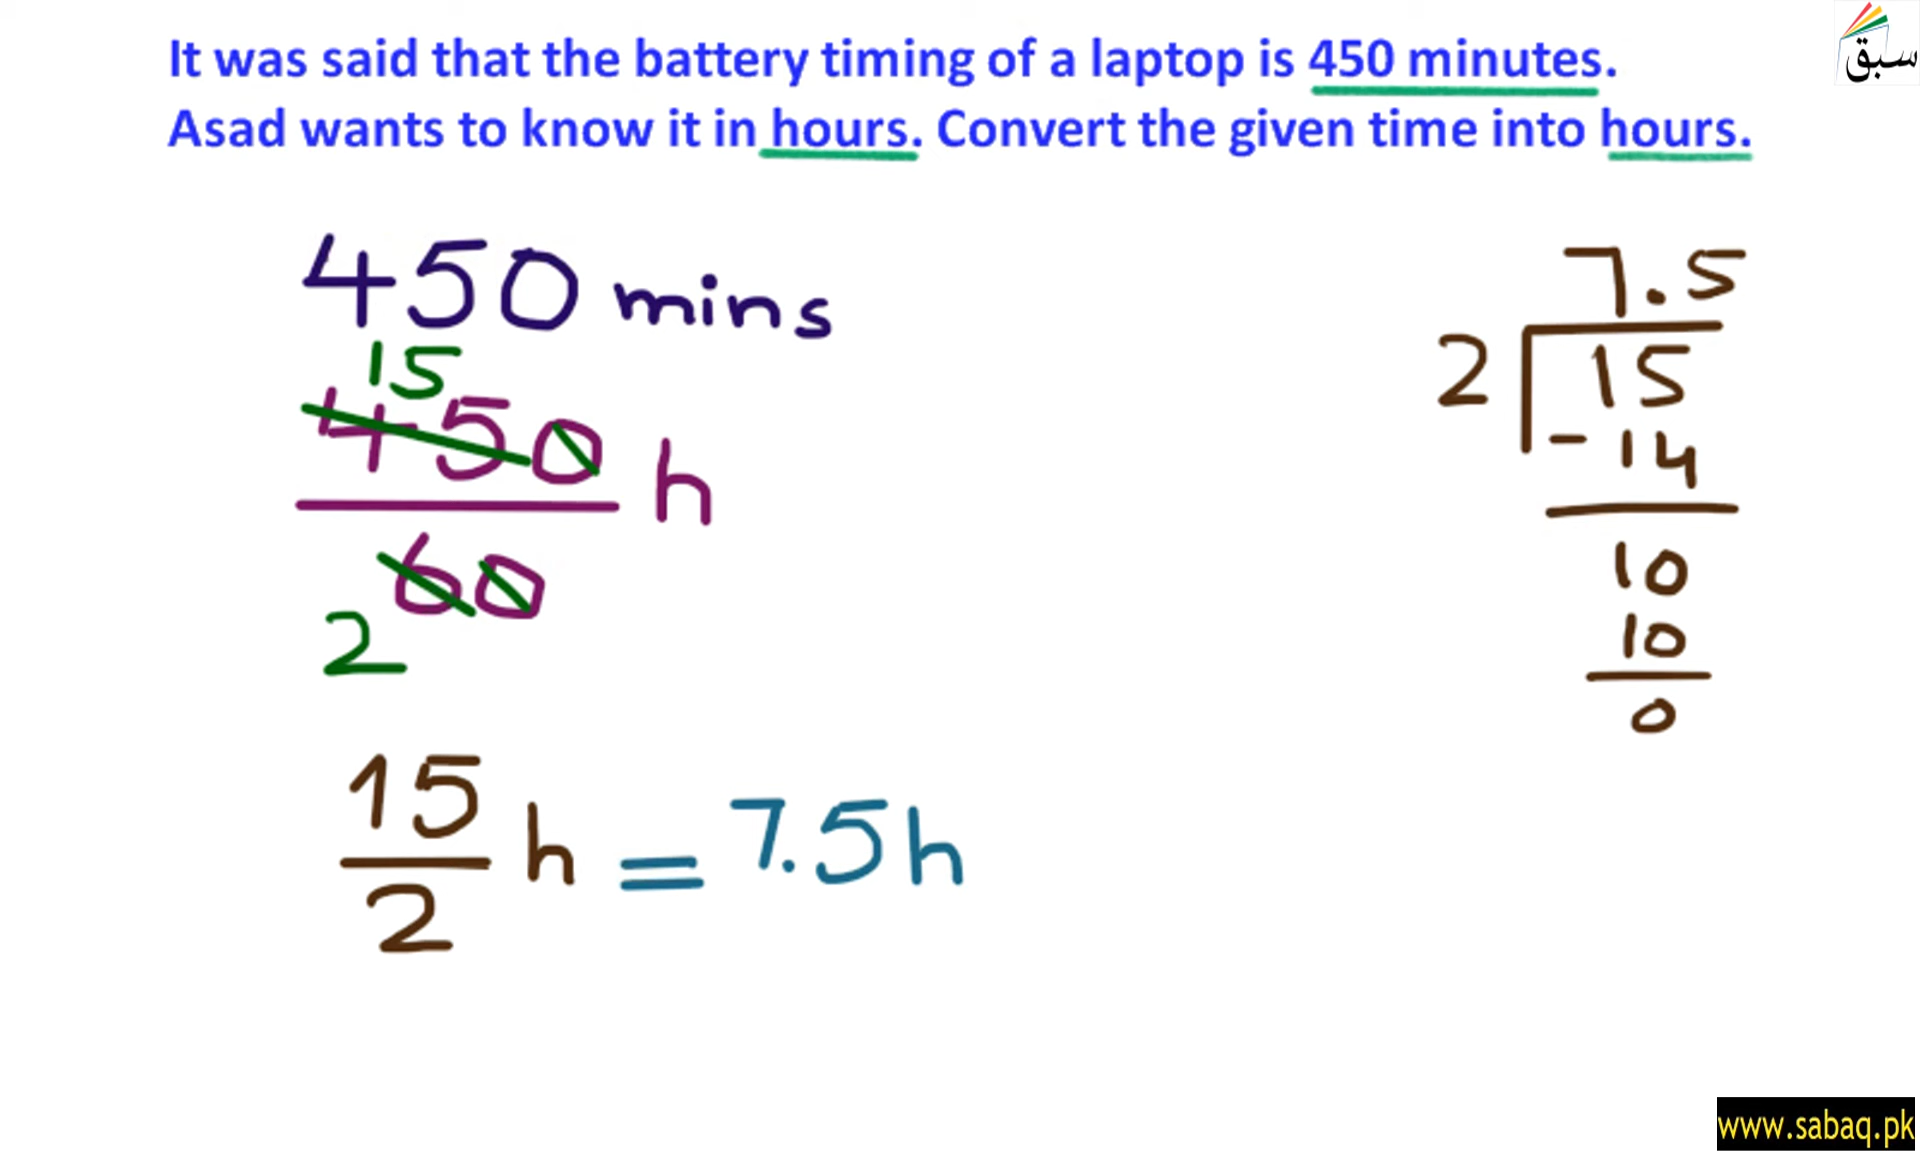 It was said that the battery timing of a laptop is 450 minutes.
Asad wants to know it in hours. Convert the given time into hours.
سبق
450 mins
15
450
h
60
2
15
2
h = 7.5 h
7.5
2 15
- 14
10
10
0
www.sabaq.pk